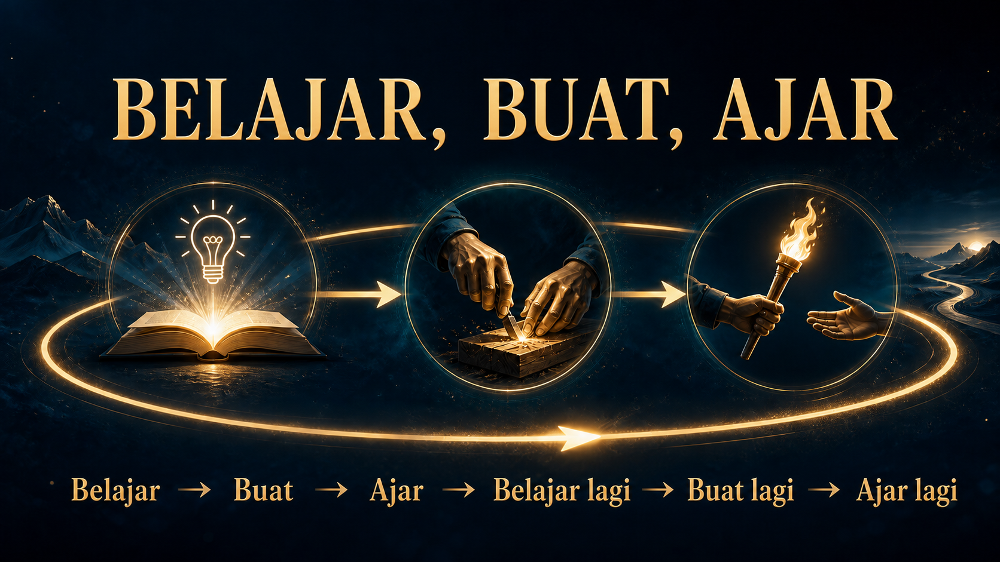 BELAJAR, BUAT, AJAR
Belajar → Buat → Ajar → Belajar lagi → Buat lagi → Ajar lagi